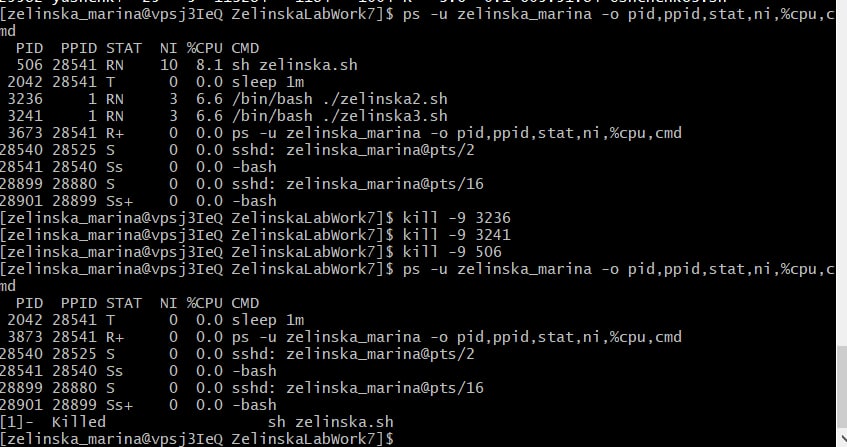 [zelinska_marina@vpsj3IeQ ZelinskaLabWork7]$ ps -u zelinska_marina -o pid,ppid,stat,ni,%cpu,c
md
  PID  PPID STAT  NI %CPU CMD
  506 28541 RN    10  8.1 sh zelinska.sh
 2042 28541 T      0  0.0 sleep 1m
 3236     1 RN     3  6.6 /bin/bash ./zelinska2.sh
 3241     1 RN     3  6.6 /bin/bash ./zelinska3.sh
 3673 28541 R+     0  0.0 ps -u zelinska_marina -o pid,ppid,stat,ni,%cpu,cmd
28540 28525 S      0  0.0 sshd: zelinska_marina@pts/2
28541 28540 Ss     0  0.0 -bash
28899 28880 S      0  0.0 sshd: zelinska_marina@pts/16
28901 28899 Ss+    0  0.0 -bash
[zelinska_marina@vpsj3IeQ ZelinskaLabWork7]$ kill -9 3236
[zelinska_marina@vpsj3IeQ ZelinskaLabWork7]$ kill -9 3241
[zelinska_marina@vpsj3IeQ ZelinskaLabWork7]$ kill -9 506
[zelinska_marina@vpsj3IeQ ZelinskaLabWork7]$ ps -u zelinska_marina -o pid,ppid,stat,ni,%cpu,c
md
  PID  PPID STAT  NI %CPU CMD
 2042 28541 T      0  0.0 sleep 1m
 3873 28541 R+     0  0.0 ps -u zelinska_marina -o pid,ppid,stat,ni,%cpu,cmd
28540 28525 S      0  0.0 sshd: zelinska_marina@pts/2
28541 28540 Ss     0  0.0 -bash
28899 28880 S      0  0.0 sshd: zelinska_marina@pts/16
28901 28899 Ss+    0  0.0 -bash
[1]-  Killed                  sh zelinska.sh
[zelinska_marina@vpsj3IeQ ZelinskaLabWork7]$